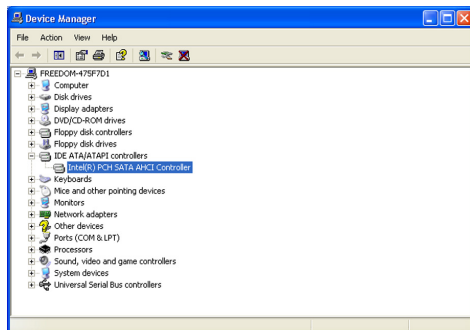 Device Manager
File Action View Help
FREEDOM-475F7D1
Computer
Disk drives
Display adapters
DVD/CD-ROM drives
Floppy disk controllers
Floppy disk drives
IDE ATA/ATAPI controllers
Intel(R) PCH SATA AHCI Controller
Keyboards
Mice and other pointing devices
Monitors
Network adapters
Other devices
Ports (COM & LPT)
Processors
Sound, video and game controllers
System devices
Universal Serial Bus controllers